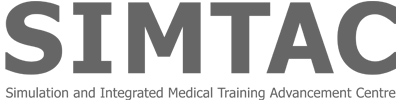 SIMTAC
Simulation and Integrated Medical Training Advancement Centre